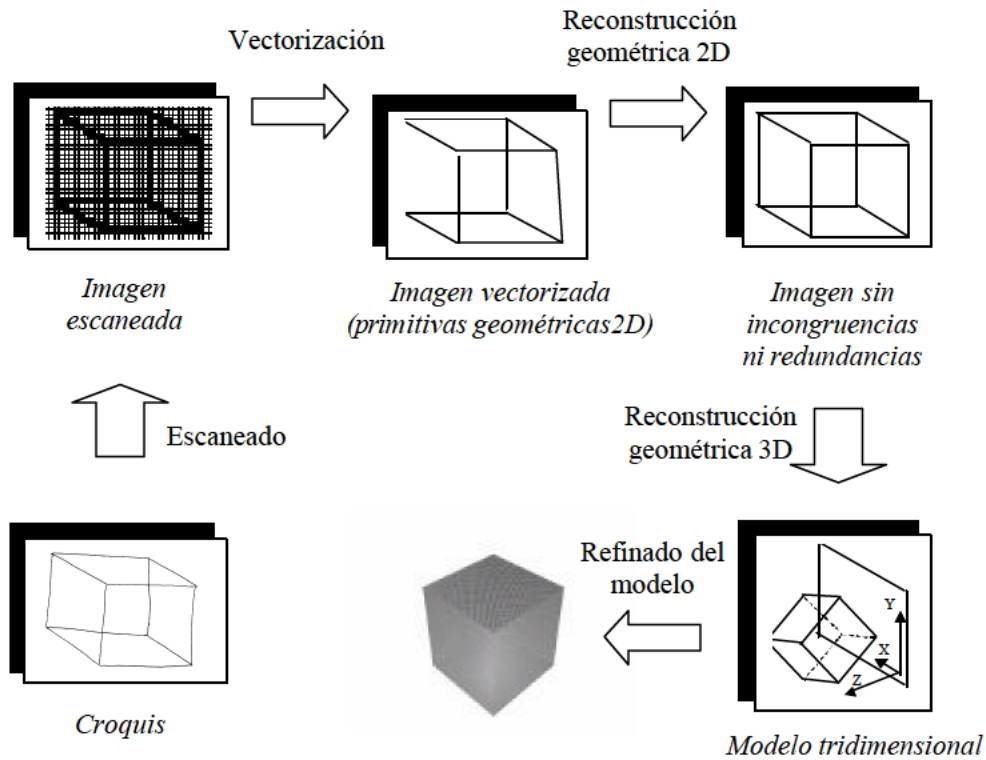 Vectorización
Reconstrucción
geométrica 2D
Imagen
escaneada
Imagen vectorizada
(primitivas geométricas2D)
Imagen sin
incongruencias
ni redundancias
Escaneado
Reconstrucción
geométrica 3D
Croquis
Refinado del
modelo
Y
X
Z
Modelo tridimensional